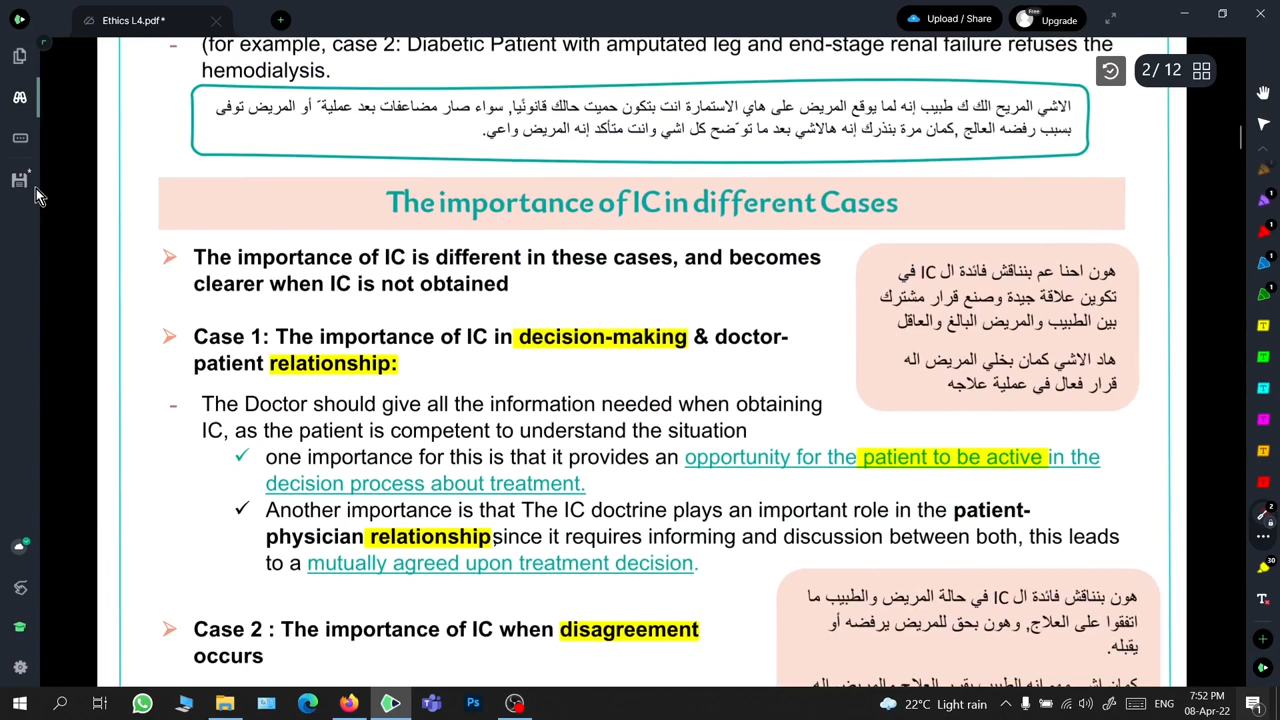 Ethics L4.pdf*
Upload / Share
Free
Upgrade
2 / 12
- (for example, case 2: Diabetic Patient with amputated leg and end-stage renal failure refuses the
hemodialysis.
الاشي المريح الك ك طبيب إنه لما يوقع المريض على هاي الاستمارة انت بتكون حميت حالك قانونًيا, سواء صار مضاعفات بعد عملية ً أو المريض توفى
بسبب رفضه العالج ,كمان مرة بنذرك إنه هالاشي بعد ما تو ّضح كل اشي وانت متأكد إنه المريض واعي.
The importance of IC in different Cases
The importance of IC is different in these cases, and becomes
clearer when IC is not obtained
هون احنا عم بنناقش فائدة ال IC في
تكوين علاقة جيدة وصنع قرار مشترك
بين الطبيب والمريض البالغ والعاقل
هاد الاشي كمان بخلي المريض اله
قرار فعال في عملية علاجه
Case 1: The importance of IC in decision-making & doctor-
patient relationship:
- The Doctor should give all the information needed when obtaining
IC, as the patient is competent to understand the situation
✓ one importance for this is that it provides an opportunity for the patient to be active in the
decision process about treatment.
✓ Another importance is that The IC doctrine plays an important role in the patient-
physician relationship since it requires informing and discussion between both, this leads
to a mutually agreed upon treatment decision.
Case 2 : The importance of IC when disagreement
occurs
هون بنناقش فائدة ال IC في حالة المريض والطبيب ما
اتفقوا على العلاج, وهون بحق للمريض يرفضه أو
يقبله.
22°C Light rain
ENG
7:52 PM
08-Apr-22